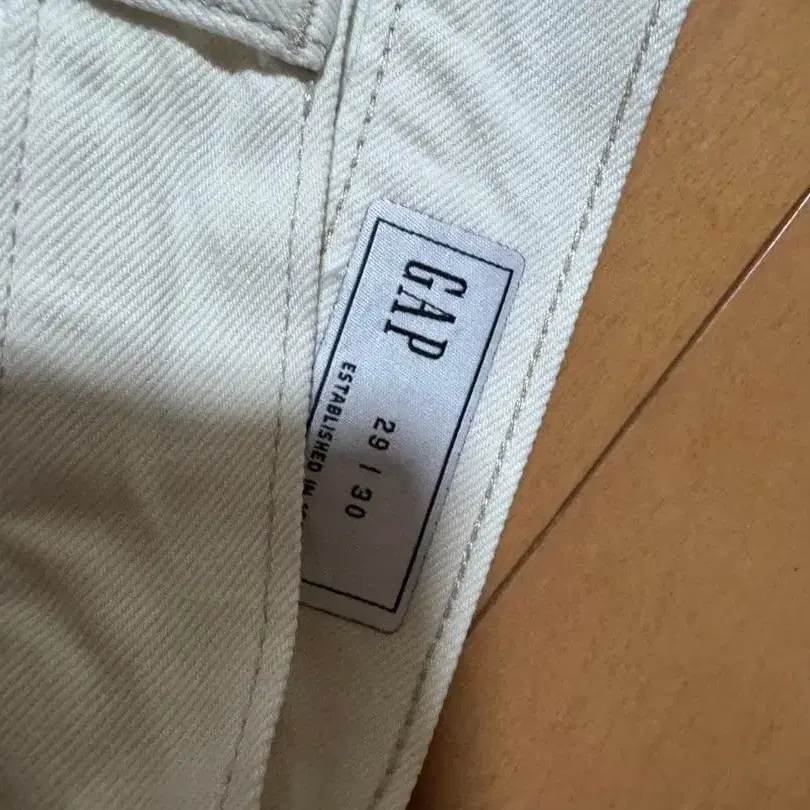 GAP
29 | 30
ESTABLISHED IN